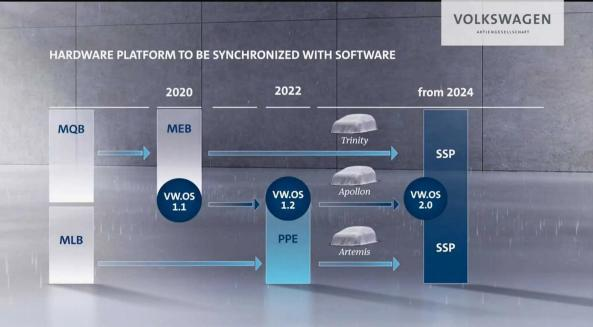 VOLKSWAGEN
AKTIENGESELLSCHAFT
HARDWARE PLATFORM TO BE SYNCHRONIZED WITH SOFTWARE
2020
2022
from 2024
MQB
MEB
Trinity
SSP
VW.OS
1.1
VW.OS
1.2
Apollon
VW.OS
2.0
MLB
PPE
Artemis
SSP